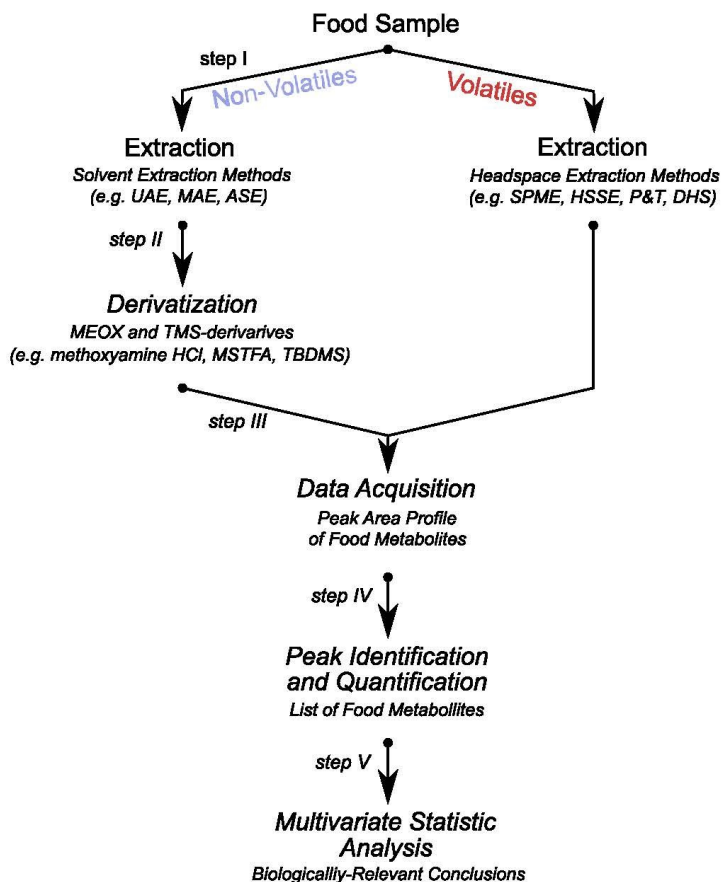 Food Sample
step I
Non-Volatiles
Volatiles
Extraction
Solvent Extraction Methods
(e.g. UAE, MAE, ASE)
Extraction
Headspace Extraction Methods
(e.g. SPME, HSSE, P&T, DHS)
step II
Derivatization
MEOX and TMS-derivarives
(e.g. methoxyamine HCl, MSTFA, TBDMS)
step III
Data Acquisition
Peak Area Profile
of Food Metabolites
step IV
Peak Identification
and Quantification
List of Food Metabollites
step V
Multivariate Statistic
Analysis
Biologicallly-Relevant Conclusions